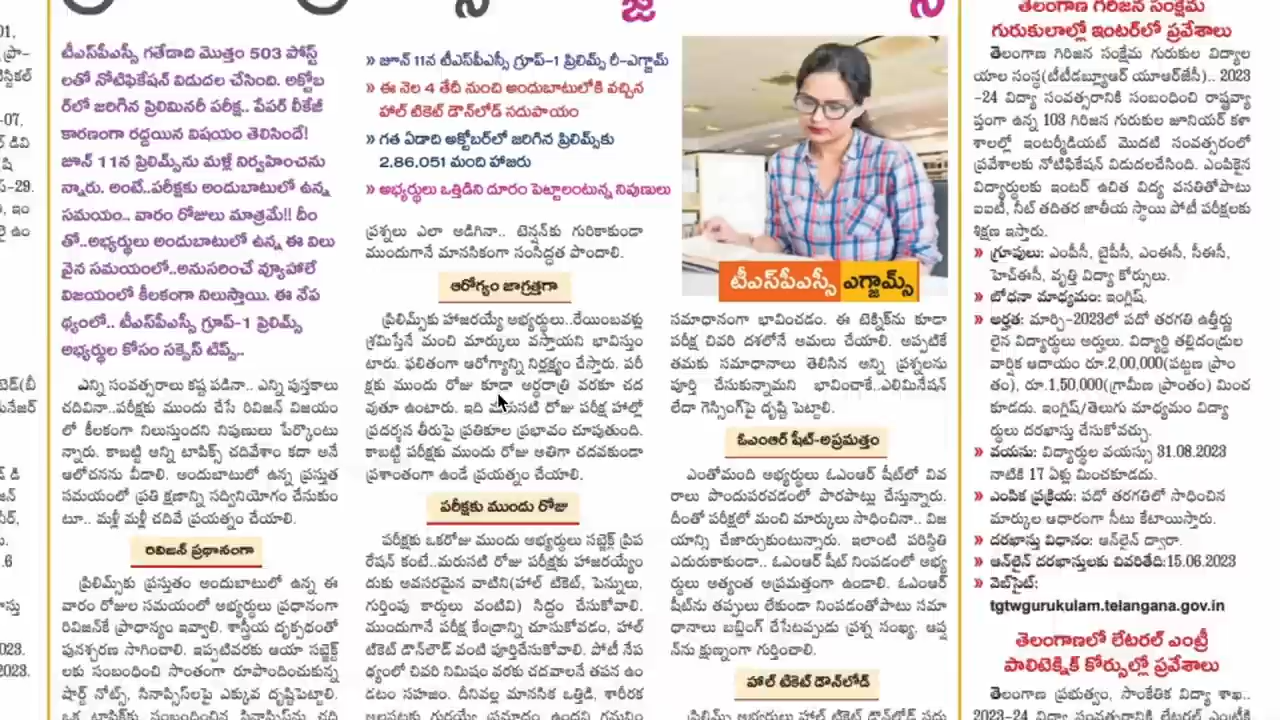 టీఎస్‌పీఎస్సీ గతేడాది మొత్తం 503 పోస్ట్
లతో నోటిఫికేషన్ విడుదల చేసింది. అక్టోబ
ర్‌లో జరిగిన ప్రిలిమినరీ పరీక్ష.. పేపర్ లీకేజీ
కారణంగా రద్దయిన విషయం తెలిసిందే!
జూన్ 11న ప్రిలిమ్స్‌ను మళ్లీ నిర్వహించను
న్నారు. అంటే..పరీక్షకు అందుబాటులో ఉన్న
సమయం.. వారం రోజులు మాత్రమే!! దీం
తో..అభ్యర్థులు అందుబాటులో ఉన్న ఈ విలు
వైన సమయంలో..అనుసరించే వ్యూహాలే
విజయంలో కీలకంగా నిలుస్తాయి. ఈ నేప
థ్యంలో.. టీఎస్‌పీఎస్సీ గ్రూప్-1 ప్రిలిమ్స్
అభ్యర్థుల కోసం సక్సెస్ టిప్స్..
ఎన్ని సంవత్సరాలు కష్ట పడినా.. ఎన్ని పుస్తకాలు
చదివినా..పరీక్షకు ముందు చేసే రివిజన్ విజయం
లో కీలకంగా నిలుస్తుందని నిపుణులు పేర్కొంటు
న్నారు. కాబట్టి అన్ని టాపిక్స్ చదివేశాం కదా అనే
ఆలోచనను వీడాలి. అందుబాటులో ఉన్న ప్రస్తుత
సమయంలో ప్రతి క్షణాన్ని సద్వినియోగం చేసుకుం
టూ.. మళ్లీ మళ్లీ చదివే ప్రయత్నం చేయాలి.
రివిజన్ ప్రధానంగా
ప్రిలిమ్స్‌కు ప్రస్తుతం అందుబాటులో ఉన్న ఈ
వారం రోజుల సమయంలో అభ్యర్థులు ప్రధానంగా
రివిజన్‌కే ప్రాధాన్యం ఇవ్వాలి. శాస్త్రీయ దృక్పథంతో
పునశ్చరణ సాగించాలి. ఇప్పటివరకు ఆయా సబ్జెక్ట్
లకు సంబంధించి సొంతంగా రూపొందించుకున్న
షార్ట్ నోట్స్, సినాప్సిస్‌లపై ఎక్కువ దృష్టిపెట్టాలి.
» జూన్ 11న టీఎస్‌పీఎస్సీ గ్రూప్-1 ప్రిలిమ్స్ రీ-ఎగ్జామ్
» ఈ నెల 4 తేదీ నుంచి అందుబాటులోకి వచ్చిన
హాల్ టికెట్ డౌన్‌లోడ్ సదుపాయం
» గత ఏడాది అక్టోబర్‌లో జరిగిన ప్రిలిమ్స్‌కు
2,86,051 మంది హాజరు
» అభ్యర్థులు ఒత్తిడిని దూరం పెట్టాలంటున్న నిపుణులు
ప్రశ్నలు ఎలా అడిగినా.. టెన్షన్‌కు గురికాకుండా
ముందుగానే మానసికంగా సంసిద్ధత పొందాలి.
ఆరోగ్యం జాగ్రత్తగా
ప్రిలిమ్స్‌కు హాజరయ్యే అభ్యర్థులు..రేయింబవళ్లు
శ్రమిస్తేనే మంచి మార్కులు వస్తాయని భావిస్తుం
టారు. ఫలితంగా ఆరోగ్యాన్ని నిర్లక్ష్యం చేస్తారు. పరీ
క్షకు ముందు రోజు కూడా అర్ధరాత్రి వరకూ చద
వుతూ ఉంటారు. ఇది మరుసటి రోజు పరీక్ష హాల్లో
ప్రదర్శన తీరుపై ప్రతికూల ప్రభావం చూపుతుంది.
కాబట్టి పరీక్షకు ముందు రోజు అతిగా చదవకుండా
ప్రశాంతంగా ఉండే ప్రయత్నం చేయాలి.
పరీక్షకు ముందు రోజు
పరీక్షకు ఒకరోజు ముందు అభ్యర్థులు సబ్జెక్ట్ ప్రిప
రేషన్ కంటే..మరుసటి రోజు పరీక్షకు హాజరయ్యేం
దుకు అవసరమైన వాటిని(హాల్ టికెట్, పెన్నులు,
గుర్తింపు కార్డులు వంటివి) సిద్ధం చేసుకోవాలి.
ముందుగానే పరీక్ష కేంద్రాన్ని చూసుకోవడం, హాల్
టికెట్ డౌన్‌లౌడ్ వంటి పూర్తిచేసుకోవాలి. పోటీ నేప
థ్యంలో చివరి నిమిషం వరకు చదవాలనే తపన ఉం
డటం సహజం. దీనివల్ల మానసిక ఒత్తిడి, శారీరక
టీఎస్‌పీఎస్సీ ఎగ్జామ్స్
సమాధానంగా భావించడం. ఈ టెక్నిక్‌ను కూడా
పరీక్ష చివరి దశలోనే అమలు చేయాలి. అప్పటికే
తమకు సమాధానాలు తెలిసిన అన్ని ప్రశ్నలను
పూర్తి చేసుకున్నామని భావించాకే..ఎలిమినేషన్
లేదా గెస్సింగ్‌పై దృష్టి పెట్టాలి.
ఓఎంఆర్ షీట్-అప్రమత్తం
ఎంతోమంది అభ్యర్థులు ఓఎంఆర్ షీట్‌లో వివ
రాలు పొందుపరచడంలో పొరపాట్లు చేస్తున్నారు.
దీంతో పరీక్షలో మంచి మార్కులు సాధించినా.. విజ
యాన్ని చేజార్చుకుంటున్నారు. ఇలాంటి పరిస్థితి
ఎదురుకాకుండా.. ఓఎంఆర్ షీట్ నింపడంలో అభ్య
ర్థులు అత్యంత అప్రమత్తంగా ఉండాలి. ఓఎంఆర్
షీట్‌ను తప్పులు లేకుండా నింపడంతోపాటు సమా
ధానాలు బబ్లింగ్ చేసేటప్పుడు ప్రశ్న సంఖ్య, ఆప్ష
న్‌ను క్షుణ్నంగా గుర్తించాలి.
హాల్ టికెట్ డౌన్‌లోడ్
ప్రిలిమ్స్ అభ్యర్థులు హాల్ టికెట్ డౌన్‌లోడ్ సదు
తెలంగాణ గిరిజన సంక్షేమ
గురుకులాల్లో ఇంటర్‌లో ప్రవేశాలు
తెలంగాణ గిరిజన సంక్షేమ గురుకుల విద్యాల
యాల సంస్థ(టీటీడబ్ల్యూఆర్ యూఆర్‌జేసీ).. 2023
-24 విద్యా సంవత్సరానికి సంబంధించి రాష్ట్రవ్యా
ప్తంగా ఉన్న 103 గిరిజన గురుకుల జూనియర్ కళా
శాలల్లో ఇంటర్మీడియట్ మొదటి సంవత్సరంలో
ప్రవేశాలకు నోటిఫికేషన్ విడుదలచేసింది. ఎంపికైన
విద్యార్థులకు ఇంటర్ ఉచిత విద్య వసతితోపాటు
ఐఐటీ, నీట్ తదితర జాతీయ స్థాయి పోటీ పరీక్షలకు
శిక్షణ ఇస్తారు.
» గ్రూపులు: ఎంపీసీ, బైపీసీ, ఎంఈసీ, సీఈసీ,
హెచ్‌ఈసీ, వృత్తి విద్యా కోర్సులు.
» బోధనా మాధ్యమం: ఇంగ్లిష్.
» అర్హత: మార్చి-2023లో పదో తరగతి ఉత్తీర్ణు
లైన విద్యార్థులు అర్హులు. విద్యార్థి తల్లిదండ్రుల
వార్షిక ఆదాయం రూ.2,00,000(పట్టణ ప్రాం
తం), రూ.1,50,000(గ్రామీణ ప్రాంతం) మించ
కూడదు. ఇంగ్లిష్/తెలుగు మాధ్యమం విద్యా
ర్థులు దరఖాస్తు చేసుకోవచ్చు.
» వయసు: విద్యార్థుల వయస్సు 31.08.2023
నాటికి 17 ఏళ్లు మించకూడదు.
» ఎంపిక ప్రక్రియ: పదో తరగతిలో సాధించిన
మార్కుల ఆధారంగా సీటు కేటాయిస్తారు.
» దరఖాస్తు విధానం: ఆన్‌లైన్ ద్వారా.
» ఆన్‌లైన్ దరఖాస్తులకు చివరితేది:15.06.2023
» వెబ్‌సైట్:
tgtwgurukulam.telangana.gov.in
తెలంగాణలో లేటరల్ ఎంట్రీ
పాలిటెక్నిక్ కోర్సుల్లో ప్రవేశాలు
తెలంగాణ ప్రభుత్వం, సాంకేతిక విద్యా శాఖ..
2023-24 విద్యా సంవత్సరానికి లేటరల్ ఎంట్రీకి